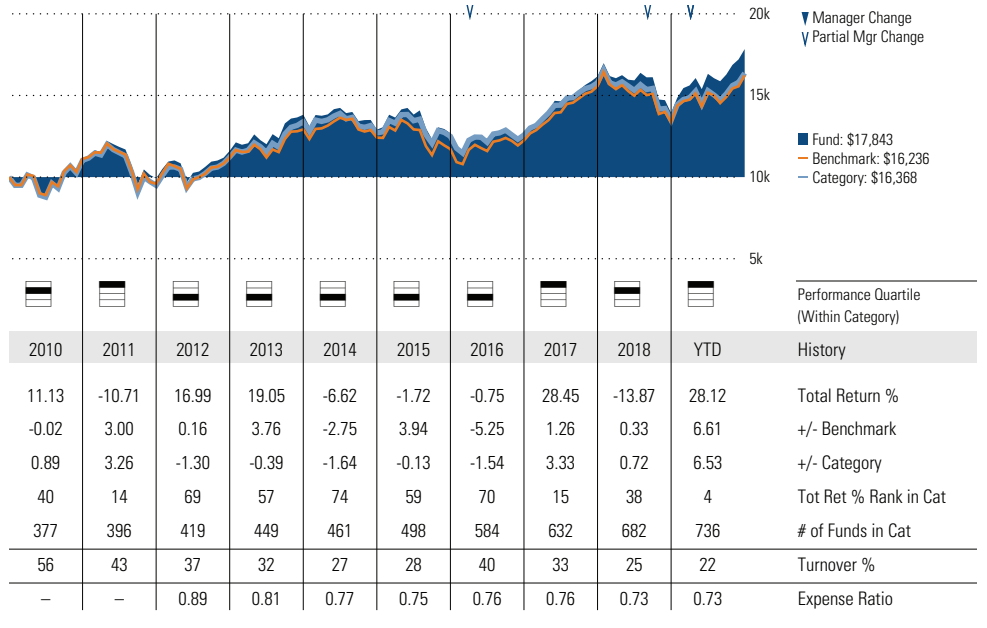 20k
Manager Change
Partial Mgr Change
15k
Fund: $17,843
Benchmark: $16,236
10k
Category: $16,368
5k
Performance Quartile
(Within Category)
2010 2011 2012 2013 2014 2015 2016 2017 2018 YTD History
11.13 -10.71 16.99 19.05 -6.62 -1.72 -0.75 28.45 -13.87 28.12 Total Return %
-0.02 3.00 0.16 3.76 -2.75 3.94 -5.25 1.26 0.33 6.61 +/- Benchmark
0.89 3.26 -1.30 -0.39 -1.64 -0.13 -1.54 3.33 0.72 6.53 +/- Category
40 14 69 57 74 59 70 15 38 4 Tot Ret % Rank in Cat
377 396 419 449 461 498 584 632 682 736 # of Funds in Cat
56 43 37 32 27 28 40 33 25 22 Turnover %
– – 0.89 0.81 0.77 0.75 0.76 0.76 0.73 0.73 Expense Ratio